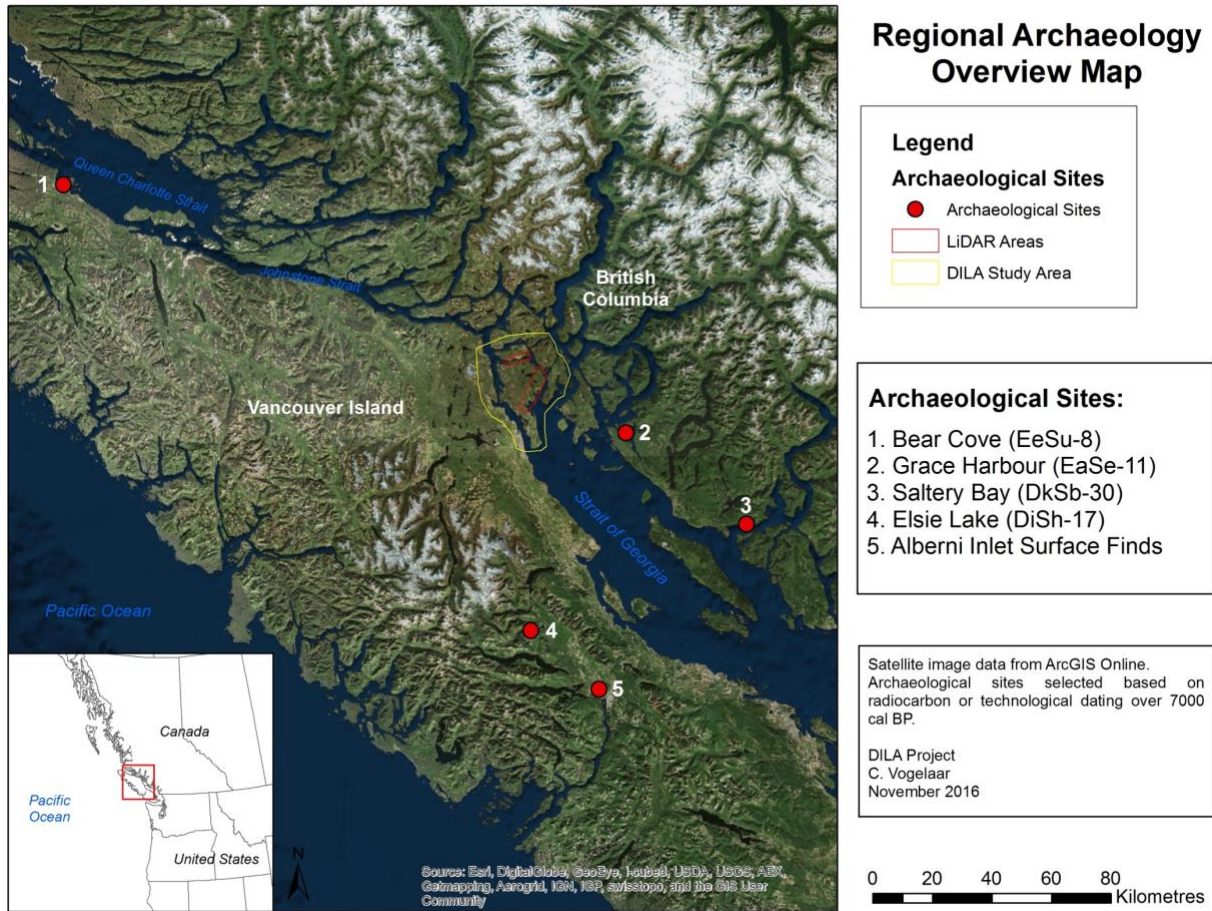 Regional Archaeology
Overview Map
Legend
Archaeological Sites
Archaeological Sites
LiDAR Areas
DILA Study Area
Archaeological Sites:
1. Bear Cove (EeSu-8)
2. Grace Harbour (EaSe-11)
3. Saltery Bay (DkSb-30)
4. Elsie Lake (DiSh-17)
5. Alberni Inlet Surface Finds
Satellite image data from ArcGIS Online.
Archaeological sites selected based on
radiocarbon or technological dating over 7000
cal BP.
DILA Project
C. Vogelaar
November 2016
0 20 40 60 80 Kilometres
1
Queen Charlotte Strait
Johnstone Strait
British
Columbia
Vancouver Island
2
3
Strait of Georgia
Pacific Ocean
4
5
Canada
Pacific
Ocean
United States
N
Source: Esri, DigitalGlobe, GeoEye, i-cubed, USDA, USGS, AEX,
Getmapping, Aerogrid, IGN, IGP, swisstopo, and the GIS User
Community